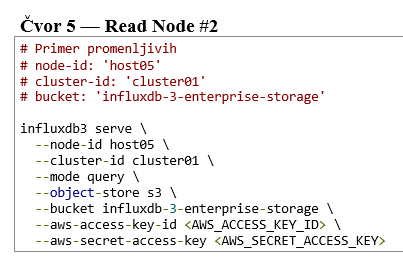 Čvor 5 — Read Node #2
# Primer promenljivih
# node-id: 'host05'
# cluster-id: 'cluster01'
# bucket: 'influxdb-3-enterprise-storage'
influxdb3 serve \
  --node-id host05 \
  --cluster-id cluster01 \
  --mode query \
  --object-store s3 \
  --bucket influxdb-3-enterprise-storage \
  --aws-access-key-id <AWS_ACCESS_KEY_ID> \
  --aws-secret-access-key <AWS_SECRET_ACCESS_KEY>